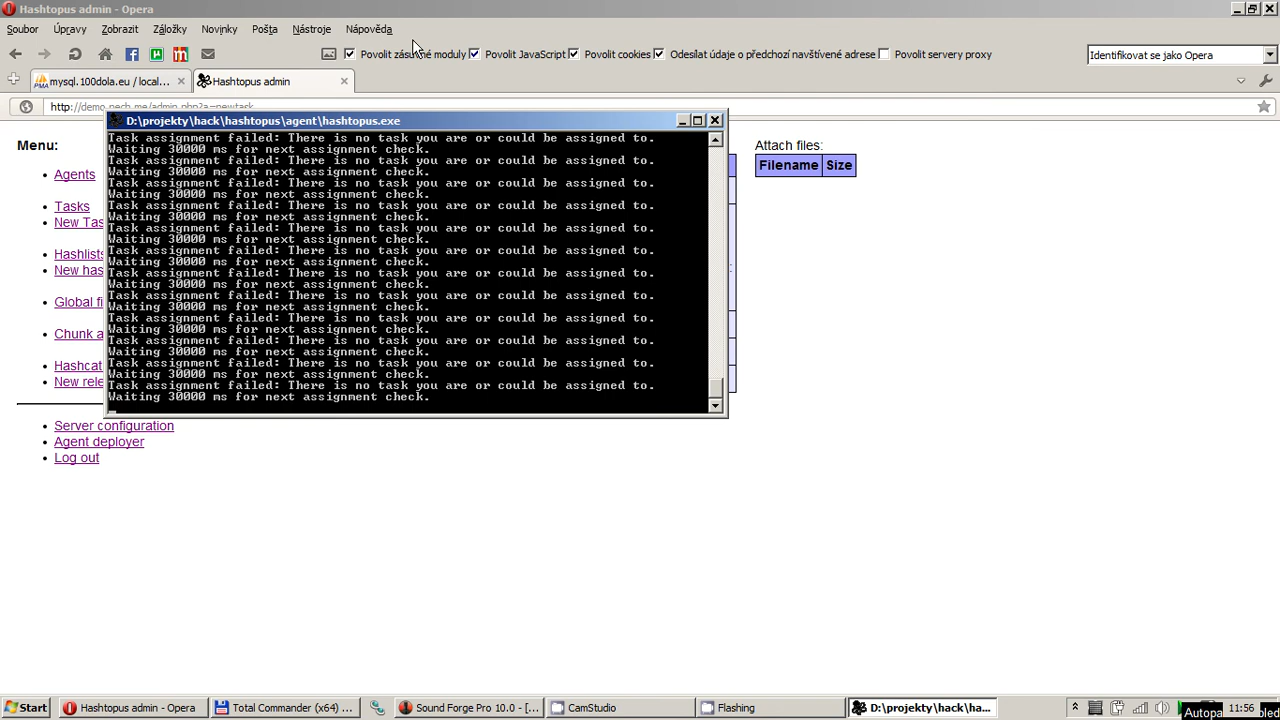 Hashtopus admin - Opera
Soubor Úpravy Zobrazit Záložky Novinky Pošta Nástroje Nápověda
Povolit zásuvné moduly Povolit JavaScript Povolit cookies Odesílat údaje o předchozí navštívené adrese Povolit servery proxy Identifikovat se jako Opera
mysql.100dola.eu / local... Hashtopus admin
http://demo.nech.me/admin.php?a=newtask
D:\projekty\hack\hashtopus\agent\hashtopus.exe
Menu:
Agents
Tasks
New Tas
Hashlists
New has
Global fi
Chunk a
Hashcat
New rele
Server configuration
Agent deployer
Log out
Task assignment failed: There is no task you are or could be assigned to.
Waiting 30000 ms for next assignment check.
Task assignment failed: There is no task you are or could be assigned to.
Waiting 30000 ms for next assignment check.
Task assignment failed: There is no task you are or could be assigned to.
Waiting 30000 ms for next assignment check.
Task assignment failed: There is no task you are or could be assigned to.
Waiting 30000 ms for next assignment check.
Task assignment failed: There is no task you are or could be assigned to.
Waiting 30000 ms for next assignment check.
Task assignment failed: There is no task you are or could be assigned to.
Waiting 30000 ms for next assignment check.
Task assignment failed: There is no task you are or could be assigned to.
Waiting 30000 ms for next assignment check.
Task assignment failed: There is no task you are or could be assigned to.
Waiting 30000 ms for next assignment check.
Task assignment failed: There is no task you are or could be assigned to.
Waiting 30000 ms for next assignment check.
Task assignment failed: There is no task you are or could be assigned to.
Waiting 30000 ms for next assignment check.
Task assignment failed: There is no task you are or could be assigned to.
Waiting 30000 ms for next assignment check.
Task assignment failed: There is no task you are or could be assigned to.
Waiting 30000 ms for next assignment check.
Attach files:
Filename Size
Start Hashtopus admin - Opera Total Commander (x64) ... Sound Forge Pro 10.0 - [... CamStudio Flashing D:\projekty\hack\ha... 11:56